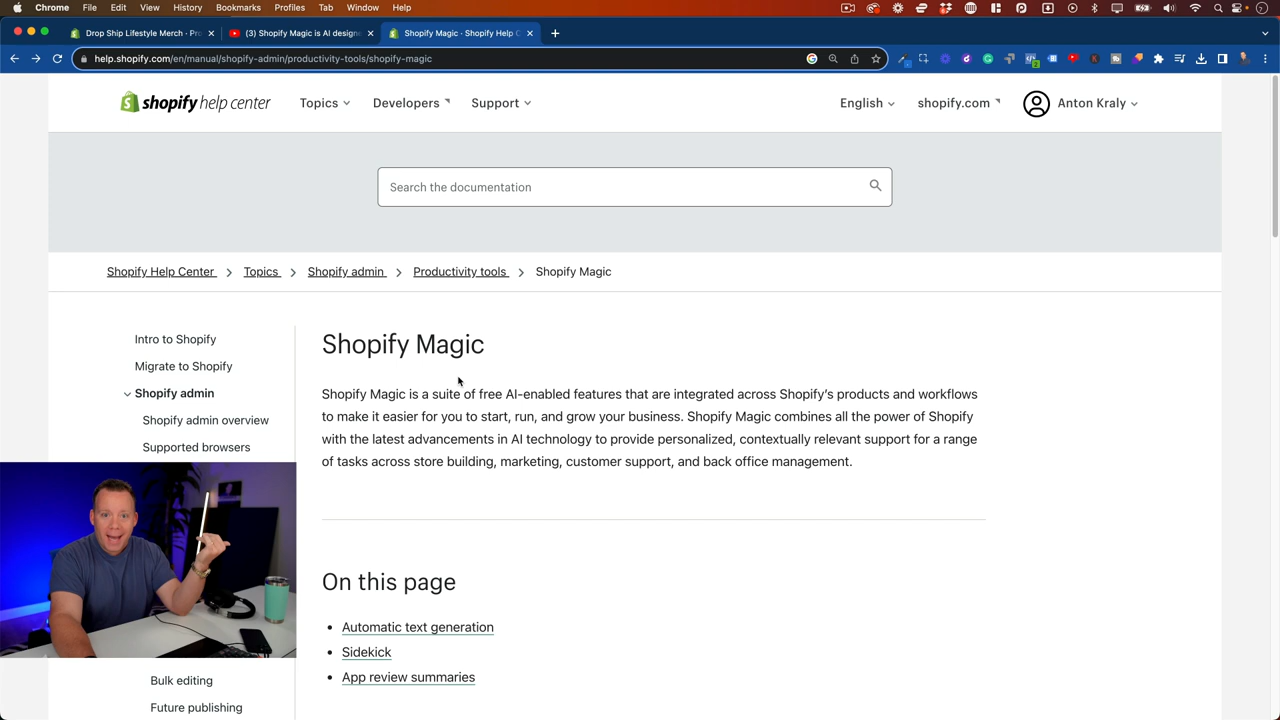 Chrome File Edit View History Bookmarks Profiles Tab Window Help
Drop Ship Lifestyle Merch · Pro
(3) Shopify Magic is AI design
Shopify Magic · Shopify Help C
help.shopify.com/en/manual/shopify-admin/productivity-tools/shopify-magic
shopify help center Topics Developers Support English shopify.com Anton Kraly
Search the documentation
Shopify Help Center > Topics > Shopify admin > Productivity tools > Shopify Magic
Intro to Shopify
Migrate to Shopify
Shopify admin
Shopify admin overview
Supported browsers
Bulk editing
Future publishing
Shopify Magic
Shopify Magic is a suite of free AI-enabled features that are integrated across Shopify's products and workflows
to make it easier for you to start, run, and grow your business. Shopify Magic combines all the power of Shopify
with the latest advancements in AI technology to provide personalized, contextually relevant support for a range
of tasks across store building, marketing, customer support, and back office management.
On this page
• Automatic text generation
• Sidekick
• App review summaries